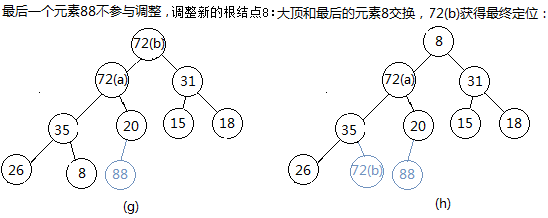 最后一个元素88不参与调整，调整新的根结点8：大顶和最后的元素8交换，72(b)获得最终定位：
72(b)
8
72(a)
31
72(a)
31
35
20
15
18
35
20
15
18
26
8
88
26
72(b)
88
(g)
(h)